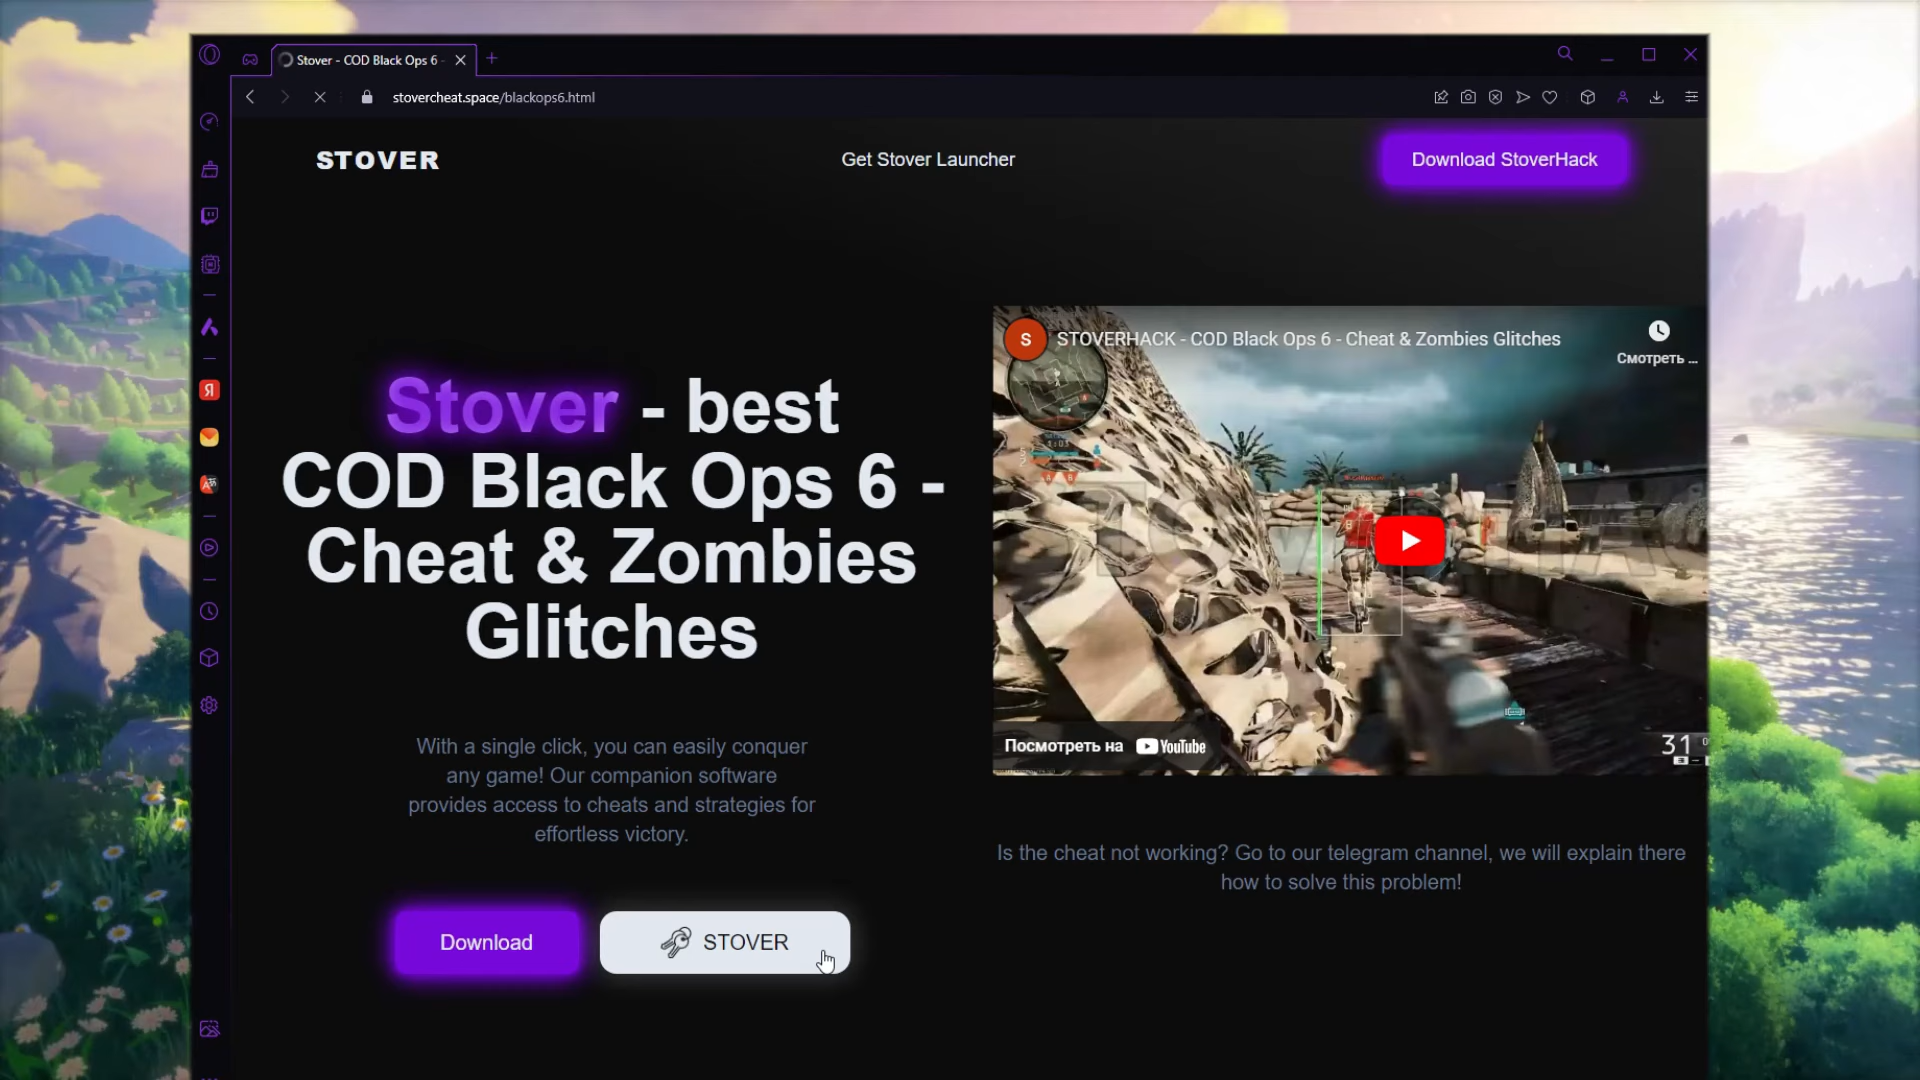 Stover - COD Black Ops 6 -
stovercheat.space/blackops6.html
STOVER
Get Stover Launcher
Download StoverHack
Stover - best
COD Black Ops 6 -
Cheat & Zombies
Glitches
With a single click, you can easily conquer
any game! Our companion software
provides access to cheats and strategies for
effortless victory.
Download
STOVER
S
STOVERHACK - COD Black Ops 6 - Cheat & Zombies Glitches
Смотреть ...
Посмотреть на
YouTube
31
Is the cheat not working? Go to our telegram channel, we will explain there
how to solve this problem!
Я